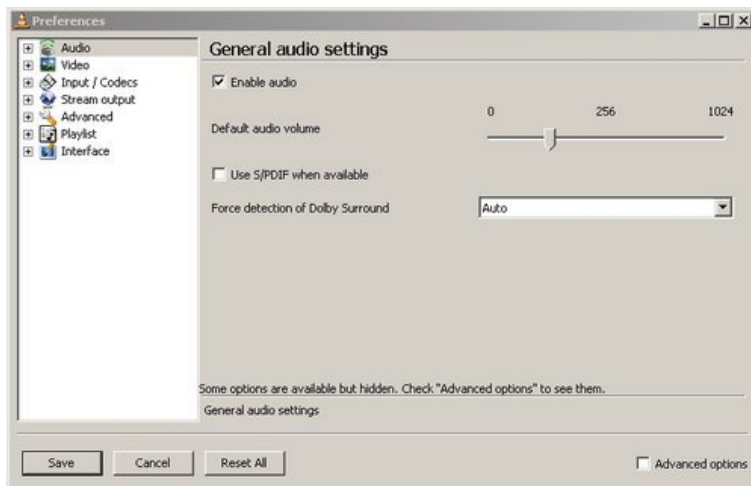 Preferences
Audio
Video
Input / Codecs
Stream output
Advanced
Playlist
Interface
General audio settings
Enable audio
0 256 1024
Default audio volume
Use S/PDIF when available
Force detection of Dolby Surround Auto
Some options are available but hidden. Check "Advanced options" to see them.
General audio settings
Save Cancel Reset All Advanced options